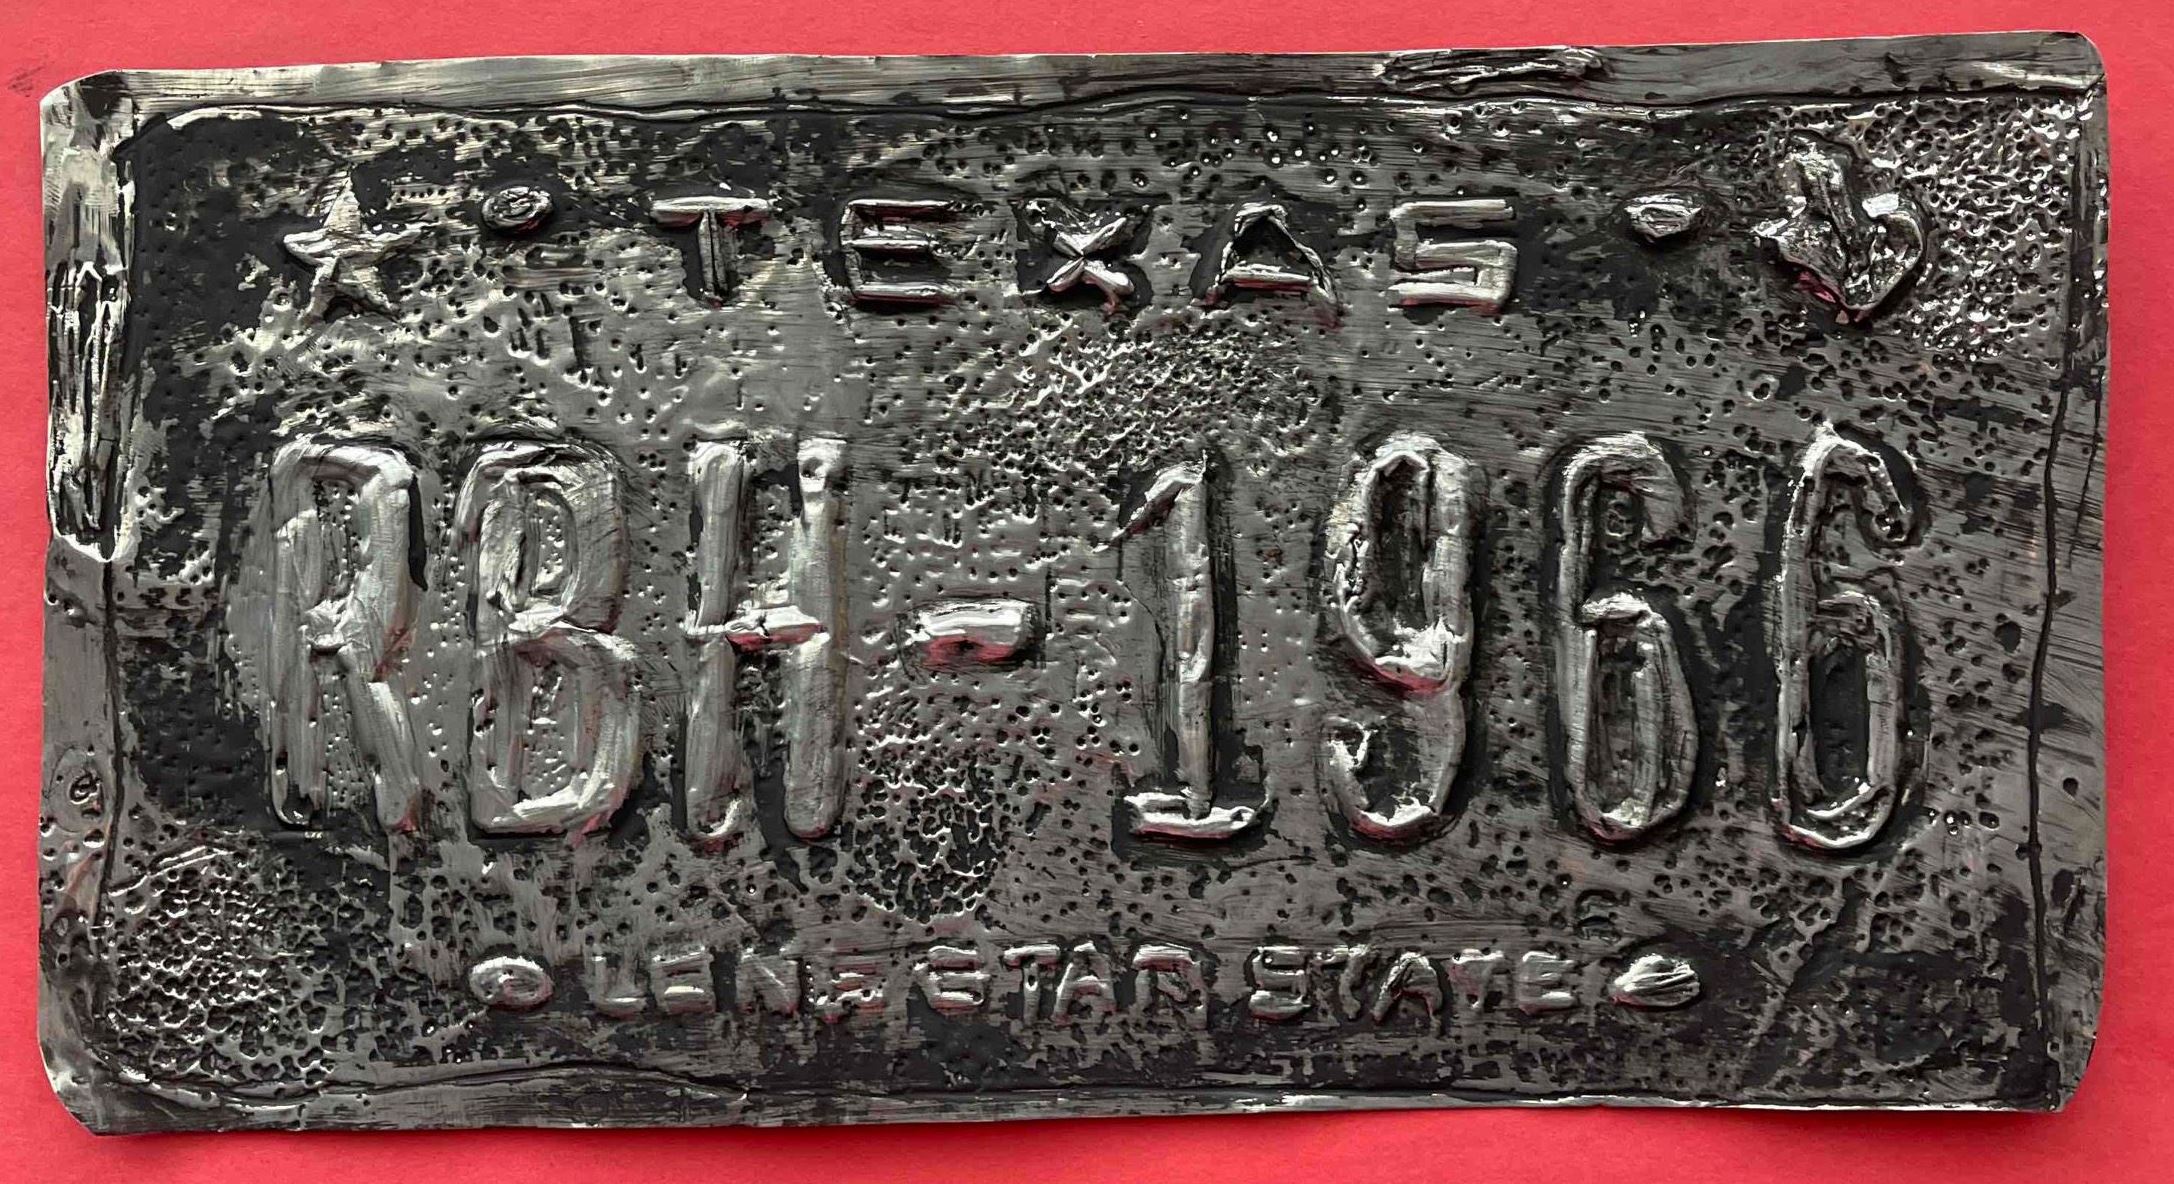 TEXAS
RBH-1966
LONE STAR STATE